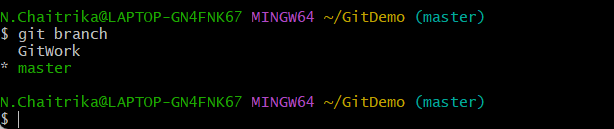 N.Chaitrika@LAPTOP-GN4FNK67 MINGW64 ~/GitDemo (master)
$ git branch
  GitWork
* master
N.Chaitrika@LAPTOP-GN4FNK67 MINGW64 ~/GitDemo (master)
$